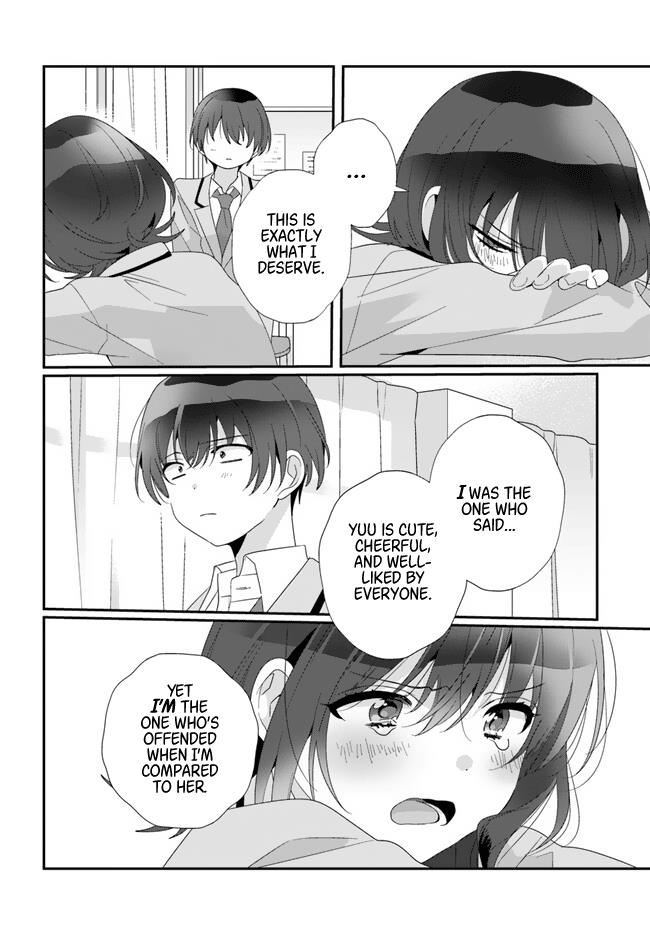 ...
THIS IS
EXACTLY
WHAT I
DESERVE.
I WAS THE
ONE WHO
SAID...
YUU IS CUTE,
CHEERFUL,
AND WELL-
LIKED BY
EVERYONE.
YET
I'M THE
ONE WHO'S
OFFENDED
WHEN I'M
COMPARED
TO HER.